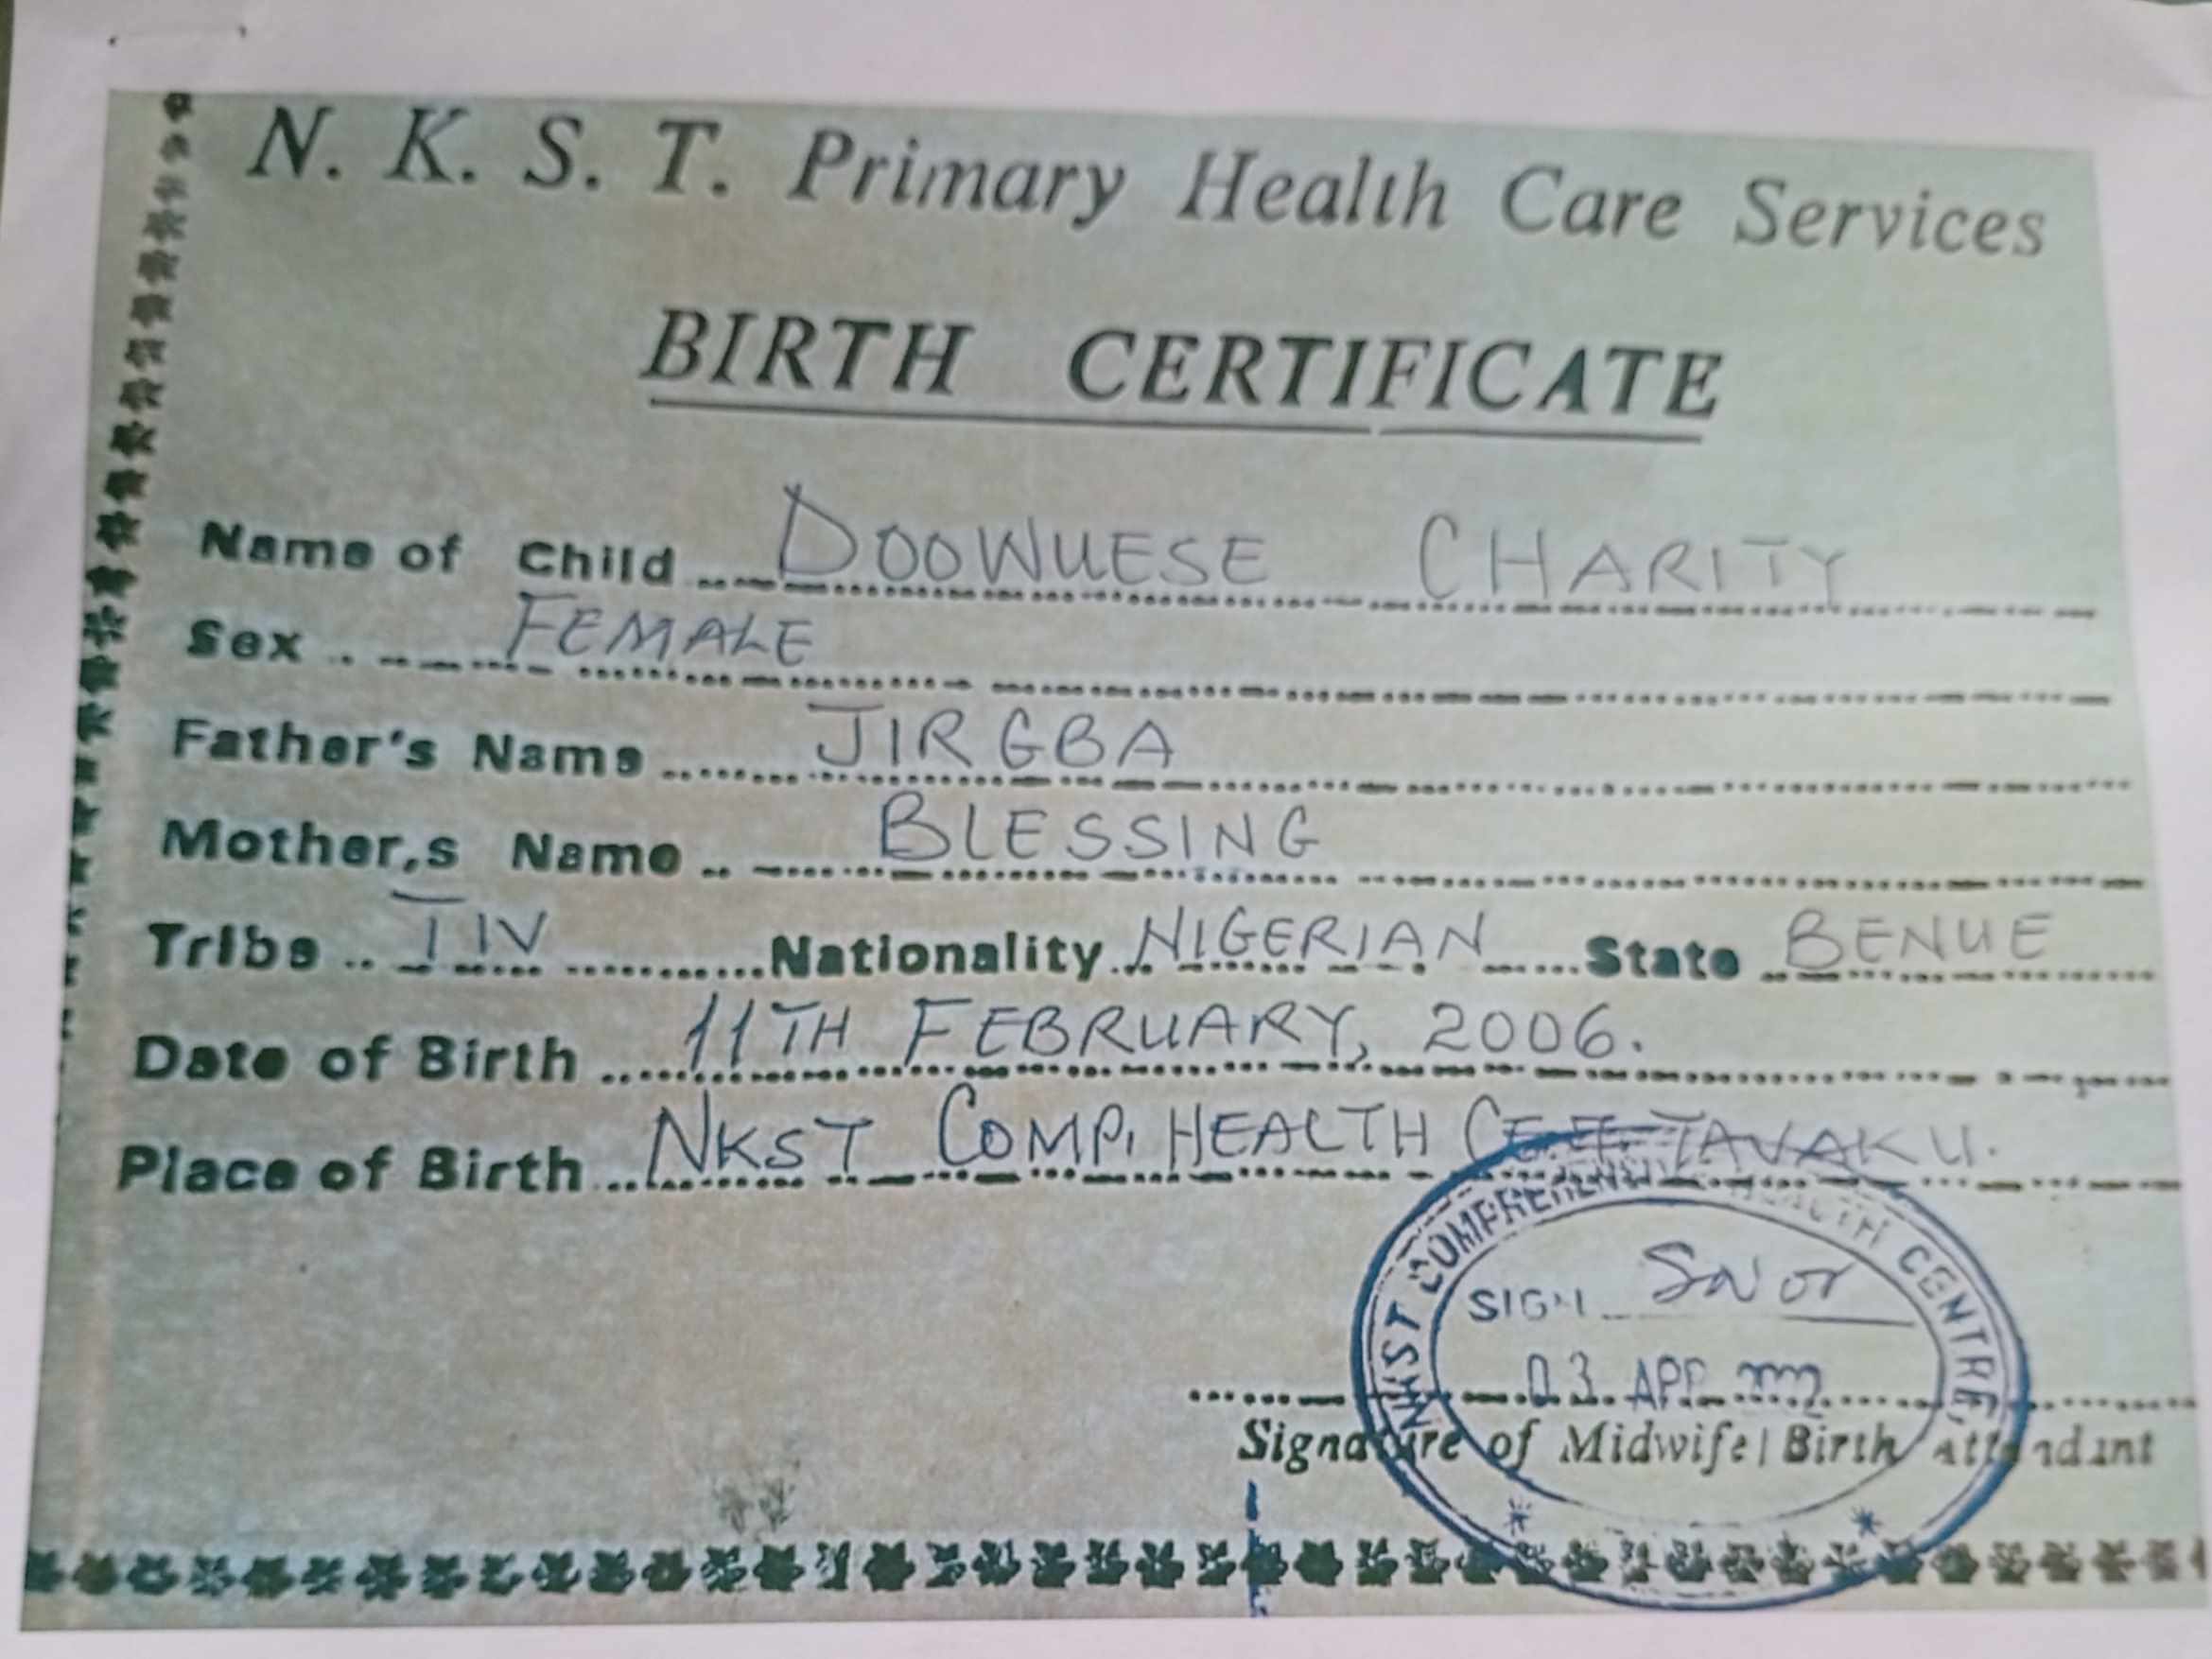 N. K. S. T. Primary Health Care Services
BIRTH CERTIFICATE
Name of Child DOOWUESE CHARITY
Sex FEMALE
Father's Name JIRGBA
Mother,s Name BLESSING
Tribe TIV Nationality NIGERIAN State BENUE
Date of Birth 11TH FEBRUARY, 2006.
Place of Birth NKST COMP. HEALTH TAVAKU.
NKST COMPREHENSIVE HEALTH CENTRE
SIGN
03 APR
Signature of Midwife | Birth Attendant